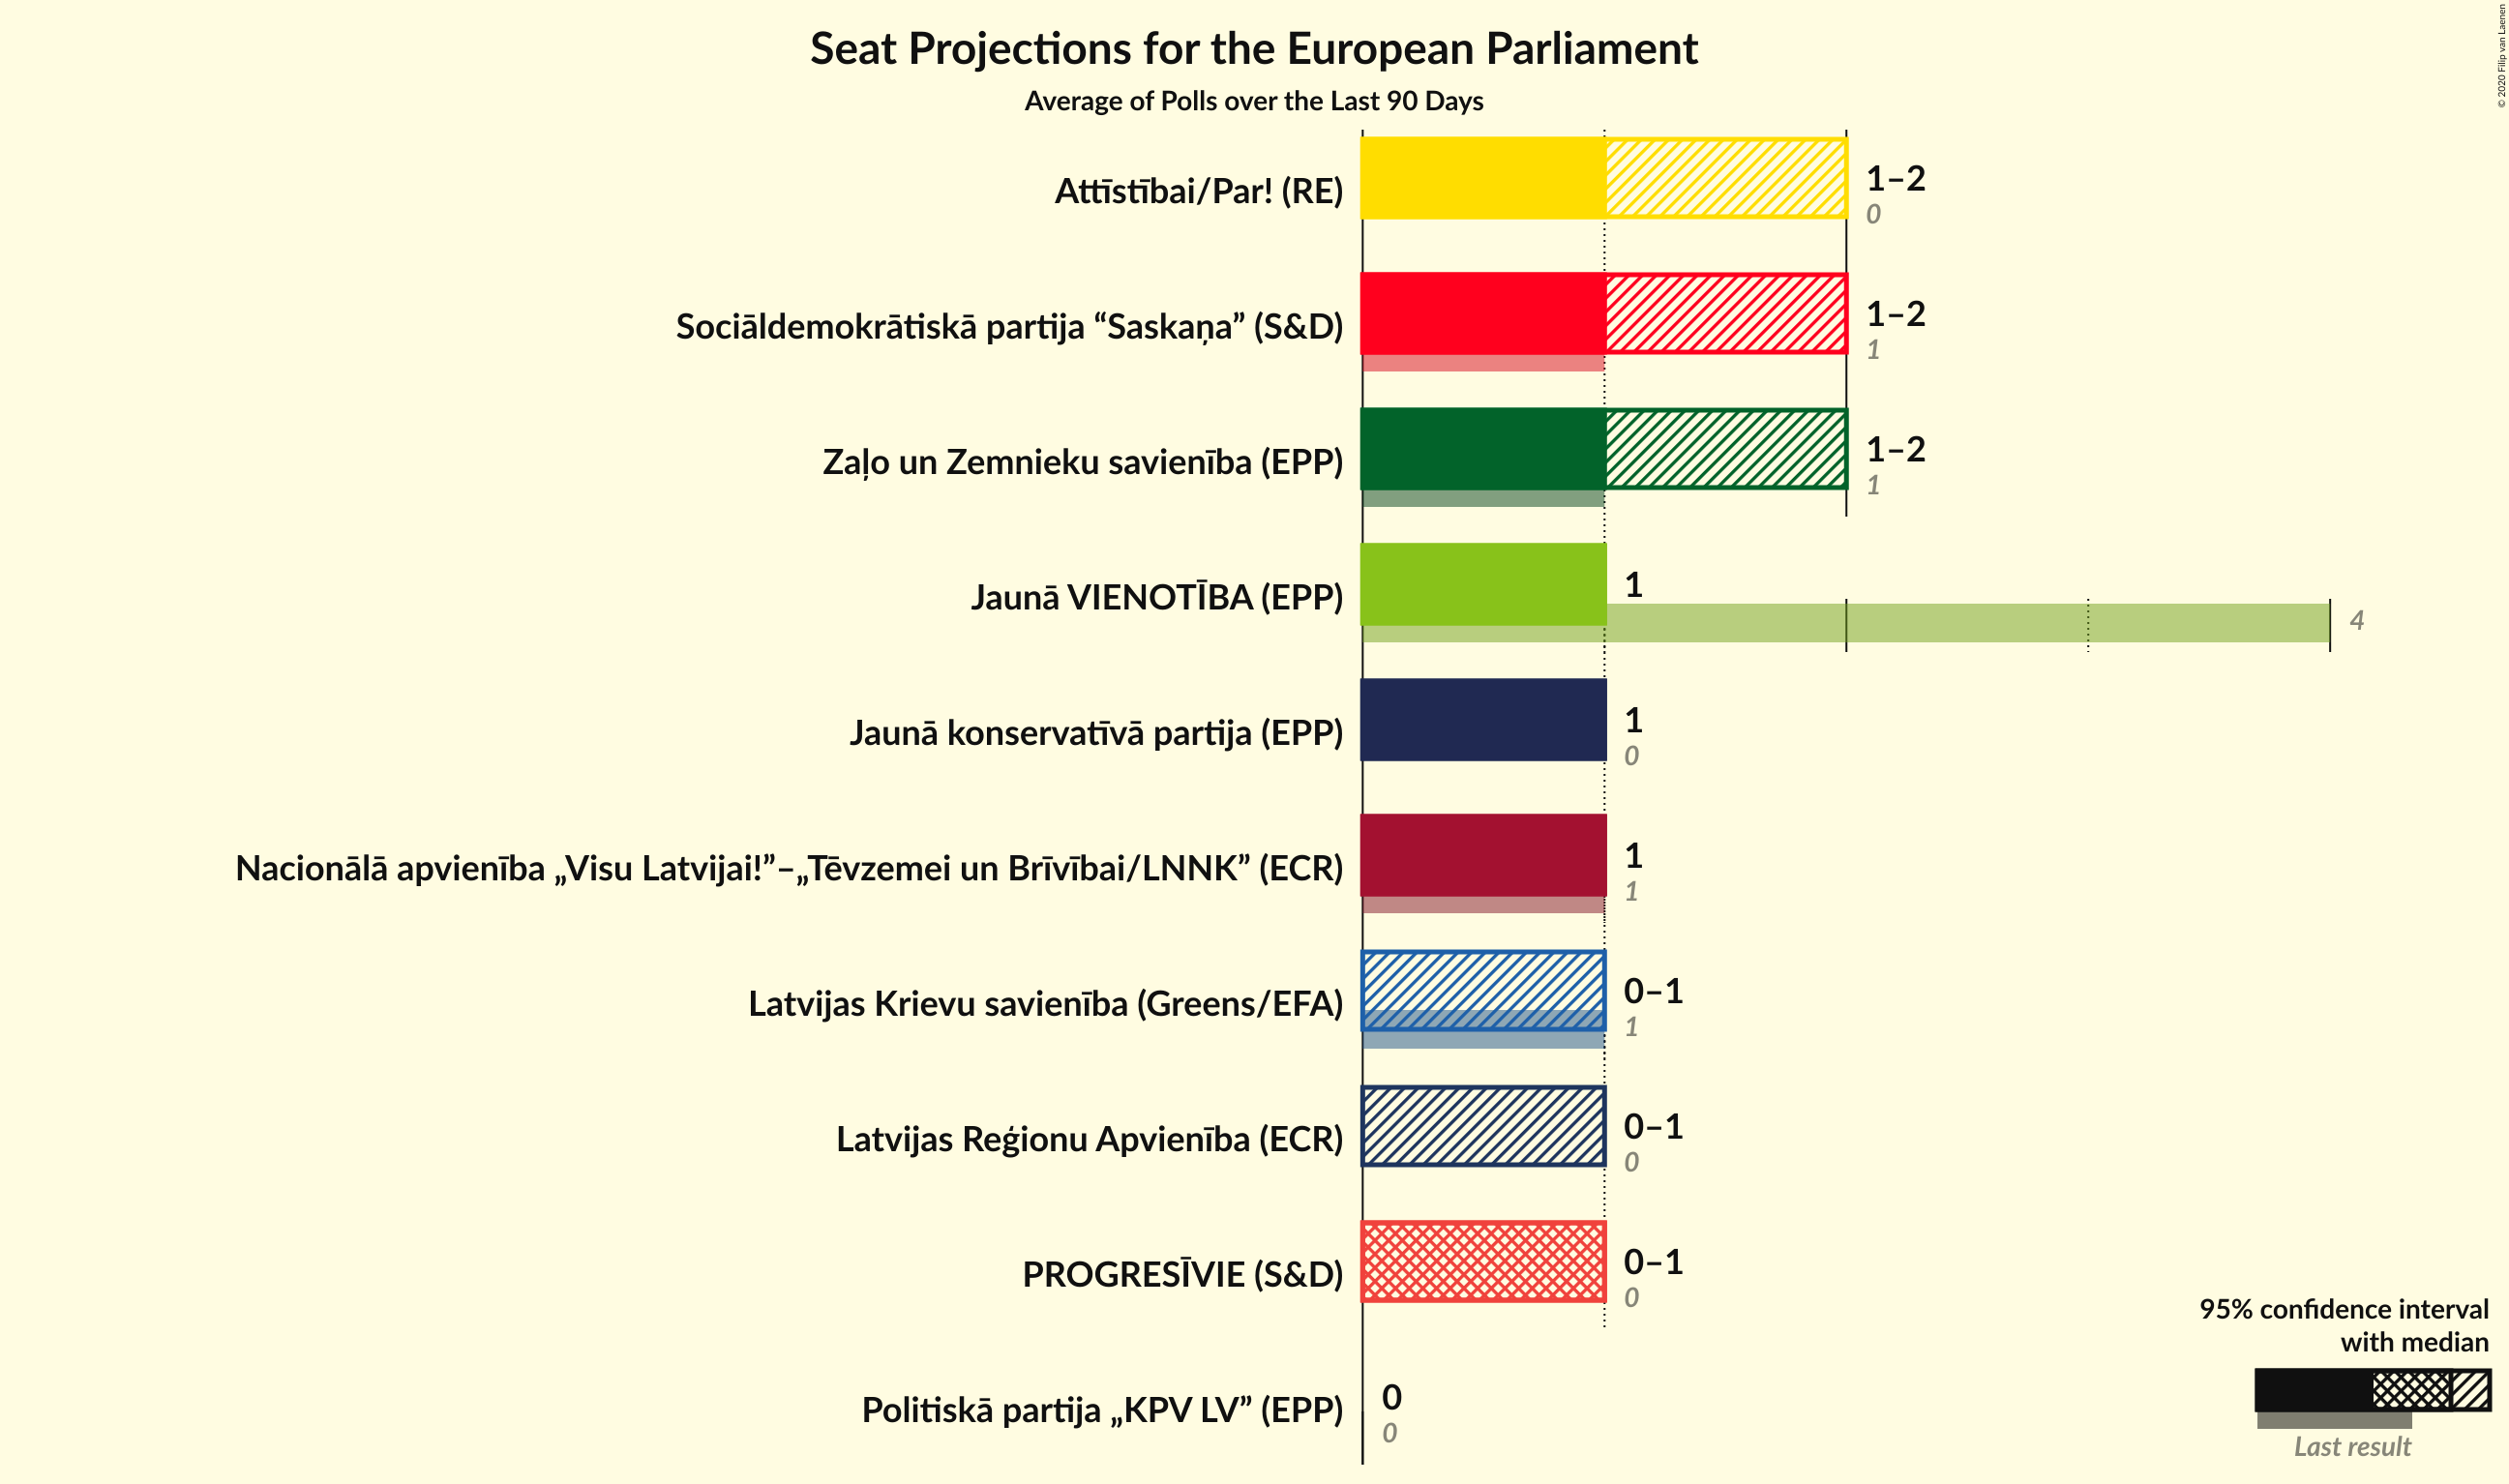 Seat Projections for the European Parliament
Average of Polls over the Last 90 Days
© 2020 Filip van Laenen
Attīstībai/Par! (RE)
1–2
0
Sociāldemokrātiskā partija “Saskaņa” (S&D)
1–2
1
Zaļo un Zemnieku savienība (EPP)
1–2
1
Jaunā VIENOTĪBA (EPP)
1
4
Jaunā konservatīvā partija (EPP)
1
0
Nacionālā apvienība „Visu Latvijai!”–„Tēvzemei un Brīvībai/LNNK” (ECR)
1
1
Latvijas Krievu savienība (Greens/EFA)
0–1
1
Latvijas Reģionu Apvienība (ECR)
0–1
0
PROGRESĪVIE (S&D)
0–1
0
Politiskā partija „KPV LV” (EPP)
0
0
95% confidence interval
with median
Last result